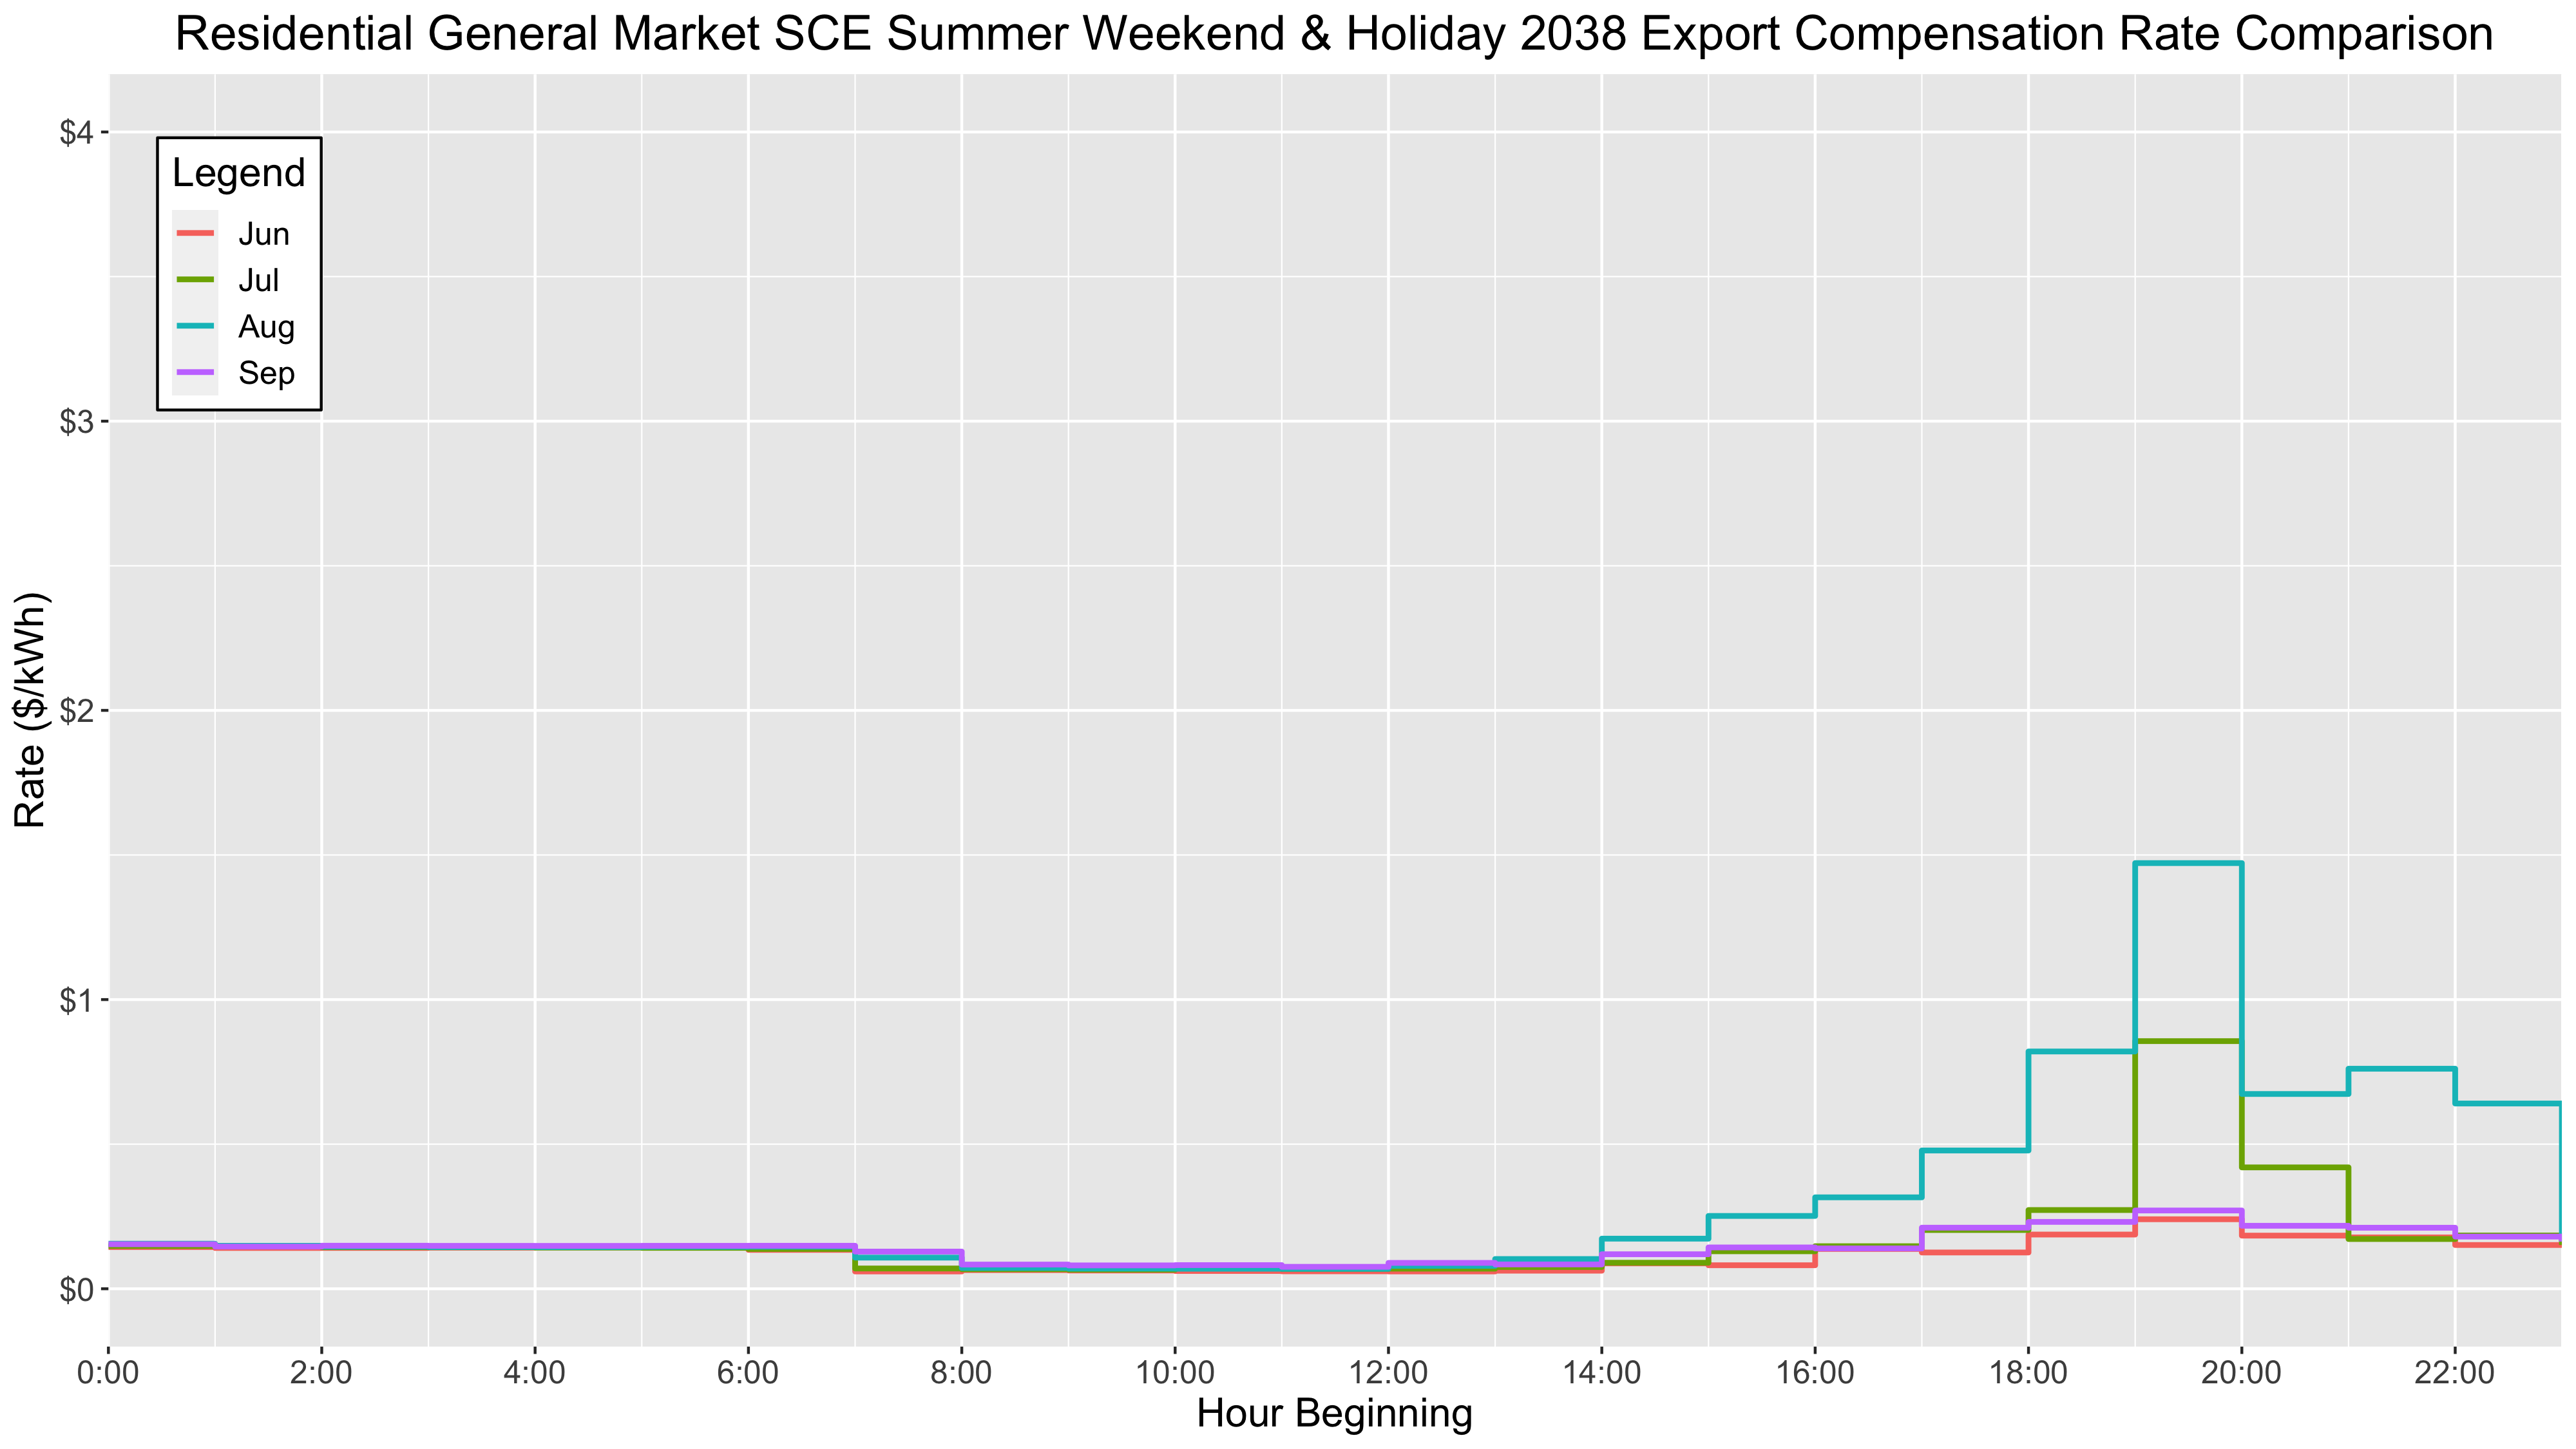 Residential General Market SCE Summer Weekend & Holiday 2038 Export Compensation Rate Comparison
Rate ($/kWh)
$4
$3
$2
$1
$0
Legend
Jun
Jul
Aug
Sep
0:00 2:00 4:00 6:00 8:00 10:00 12:00 14:00 16:00 18:00 20:00 22:00
Hour Beginning